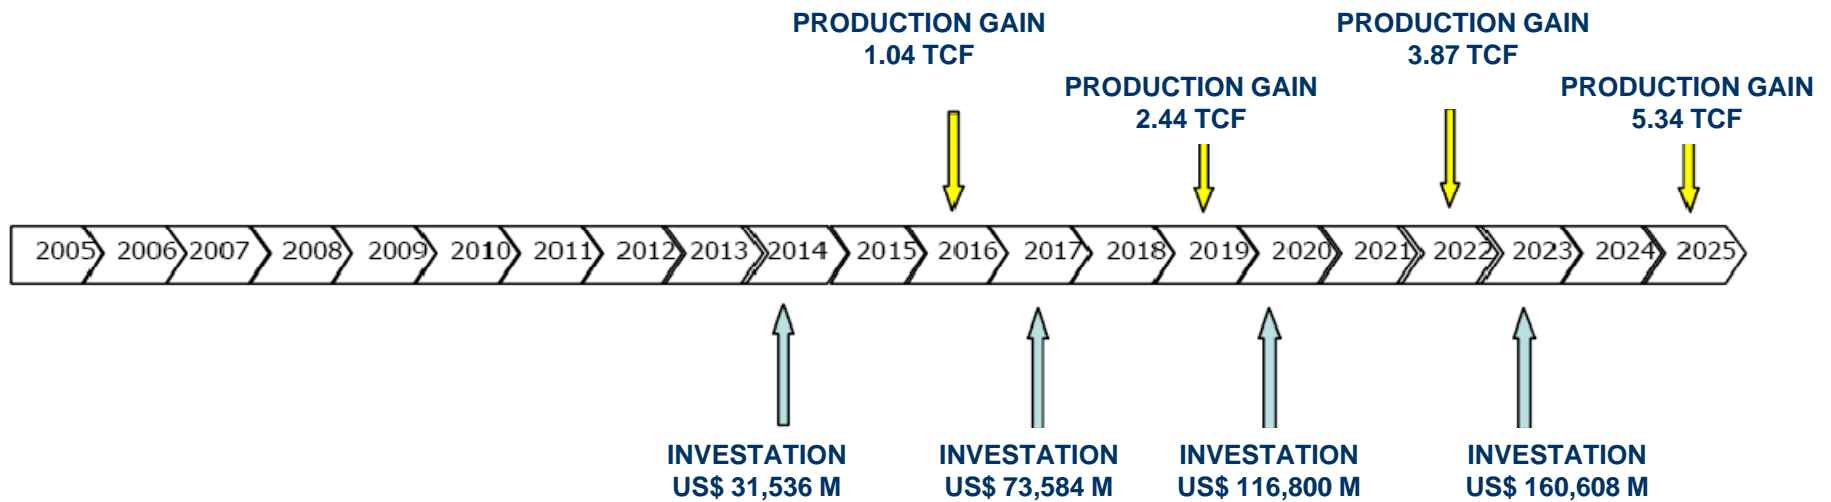 PRODUCTION GAIN
1.04 TCF
PRODUCTION GAIN
3.87 TCF
PRODUCTION GAIN
2.44 TCF
PRODUCTION GAIN
5.34 TCF
2005 2006 2007 2008 2009 2010 2011 2012 2013 2014 2015 2016 2017 2018 2019 2020 2021 2022 2023 2024 2025
INVESTATION
US$ 31,536 M
INVESTATION
US$ 73,584 M
INVESTATION
US$ 116,800 M
INVESTATION
US$ 160,608 M